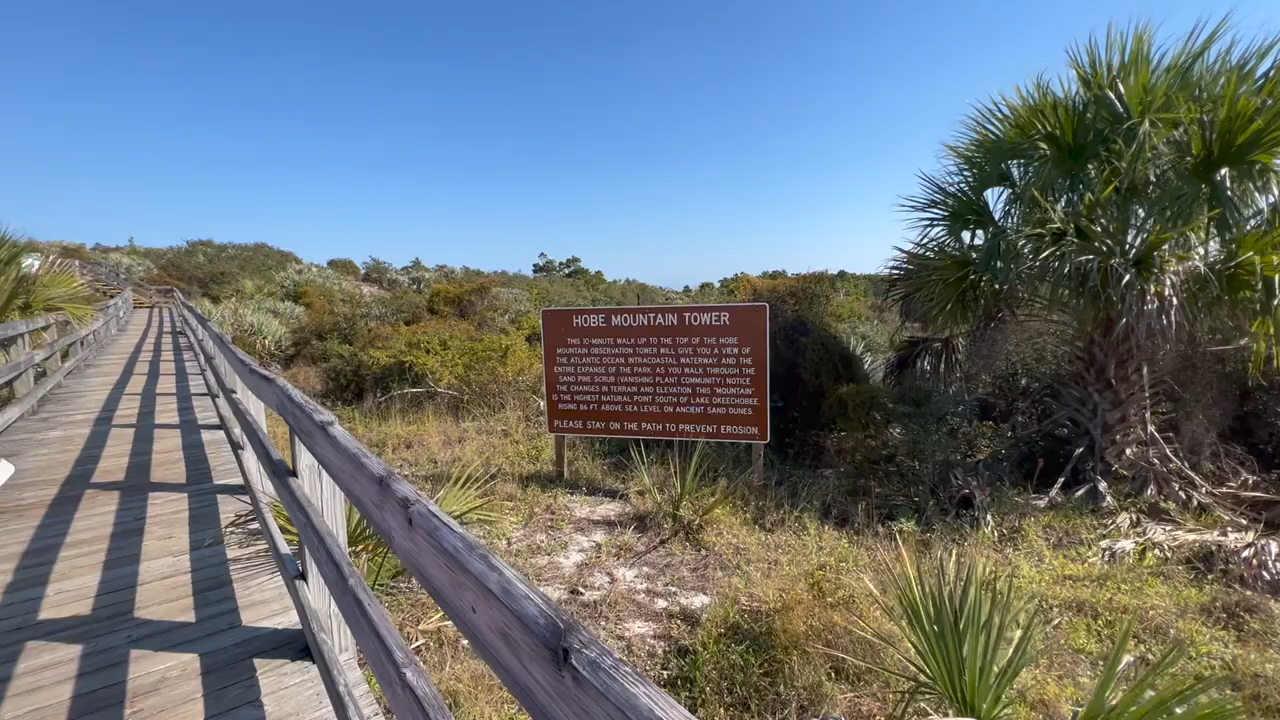 HOBE MOUNTAIN TOWER
THIS 10-MINUTE WALK UP TO THE TOP OF THE HOBE
MOUNTAIN OBSERVATION TOWER WILL GIVE YOU A VIEW OF
THE ATLANTIC OCEAN, INTRACOASTAL WATERWAY, AND THE
ENTIRE EXPANSE OF THE PARK. AS YOU WALK THROUGH THE
SAND PINE SCRUB (VANISHING PLANT COMMUNITY) NOTICE
THE CHANGES IN TERRAIN AND ELEVATION. THIS "MOUNTAIN"
IS THE HIGHEST NATURAL POINT SOUTH OF LAKE OKEECHOBEE,
RISING 86 FT. ABOVE SEA LEVEL ON ANCIENT SAND DUNES.
PLEASE STAY ON THE PATH TO PREVENT EROSION.